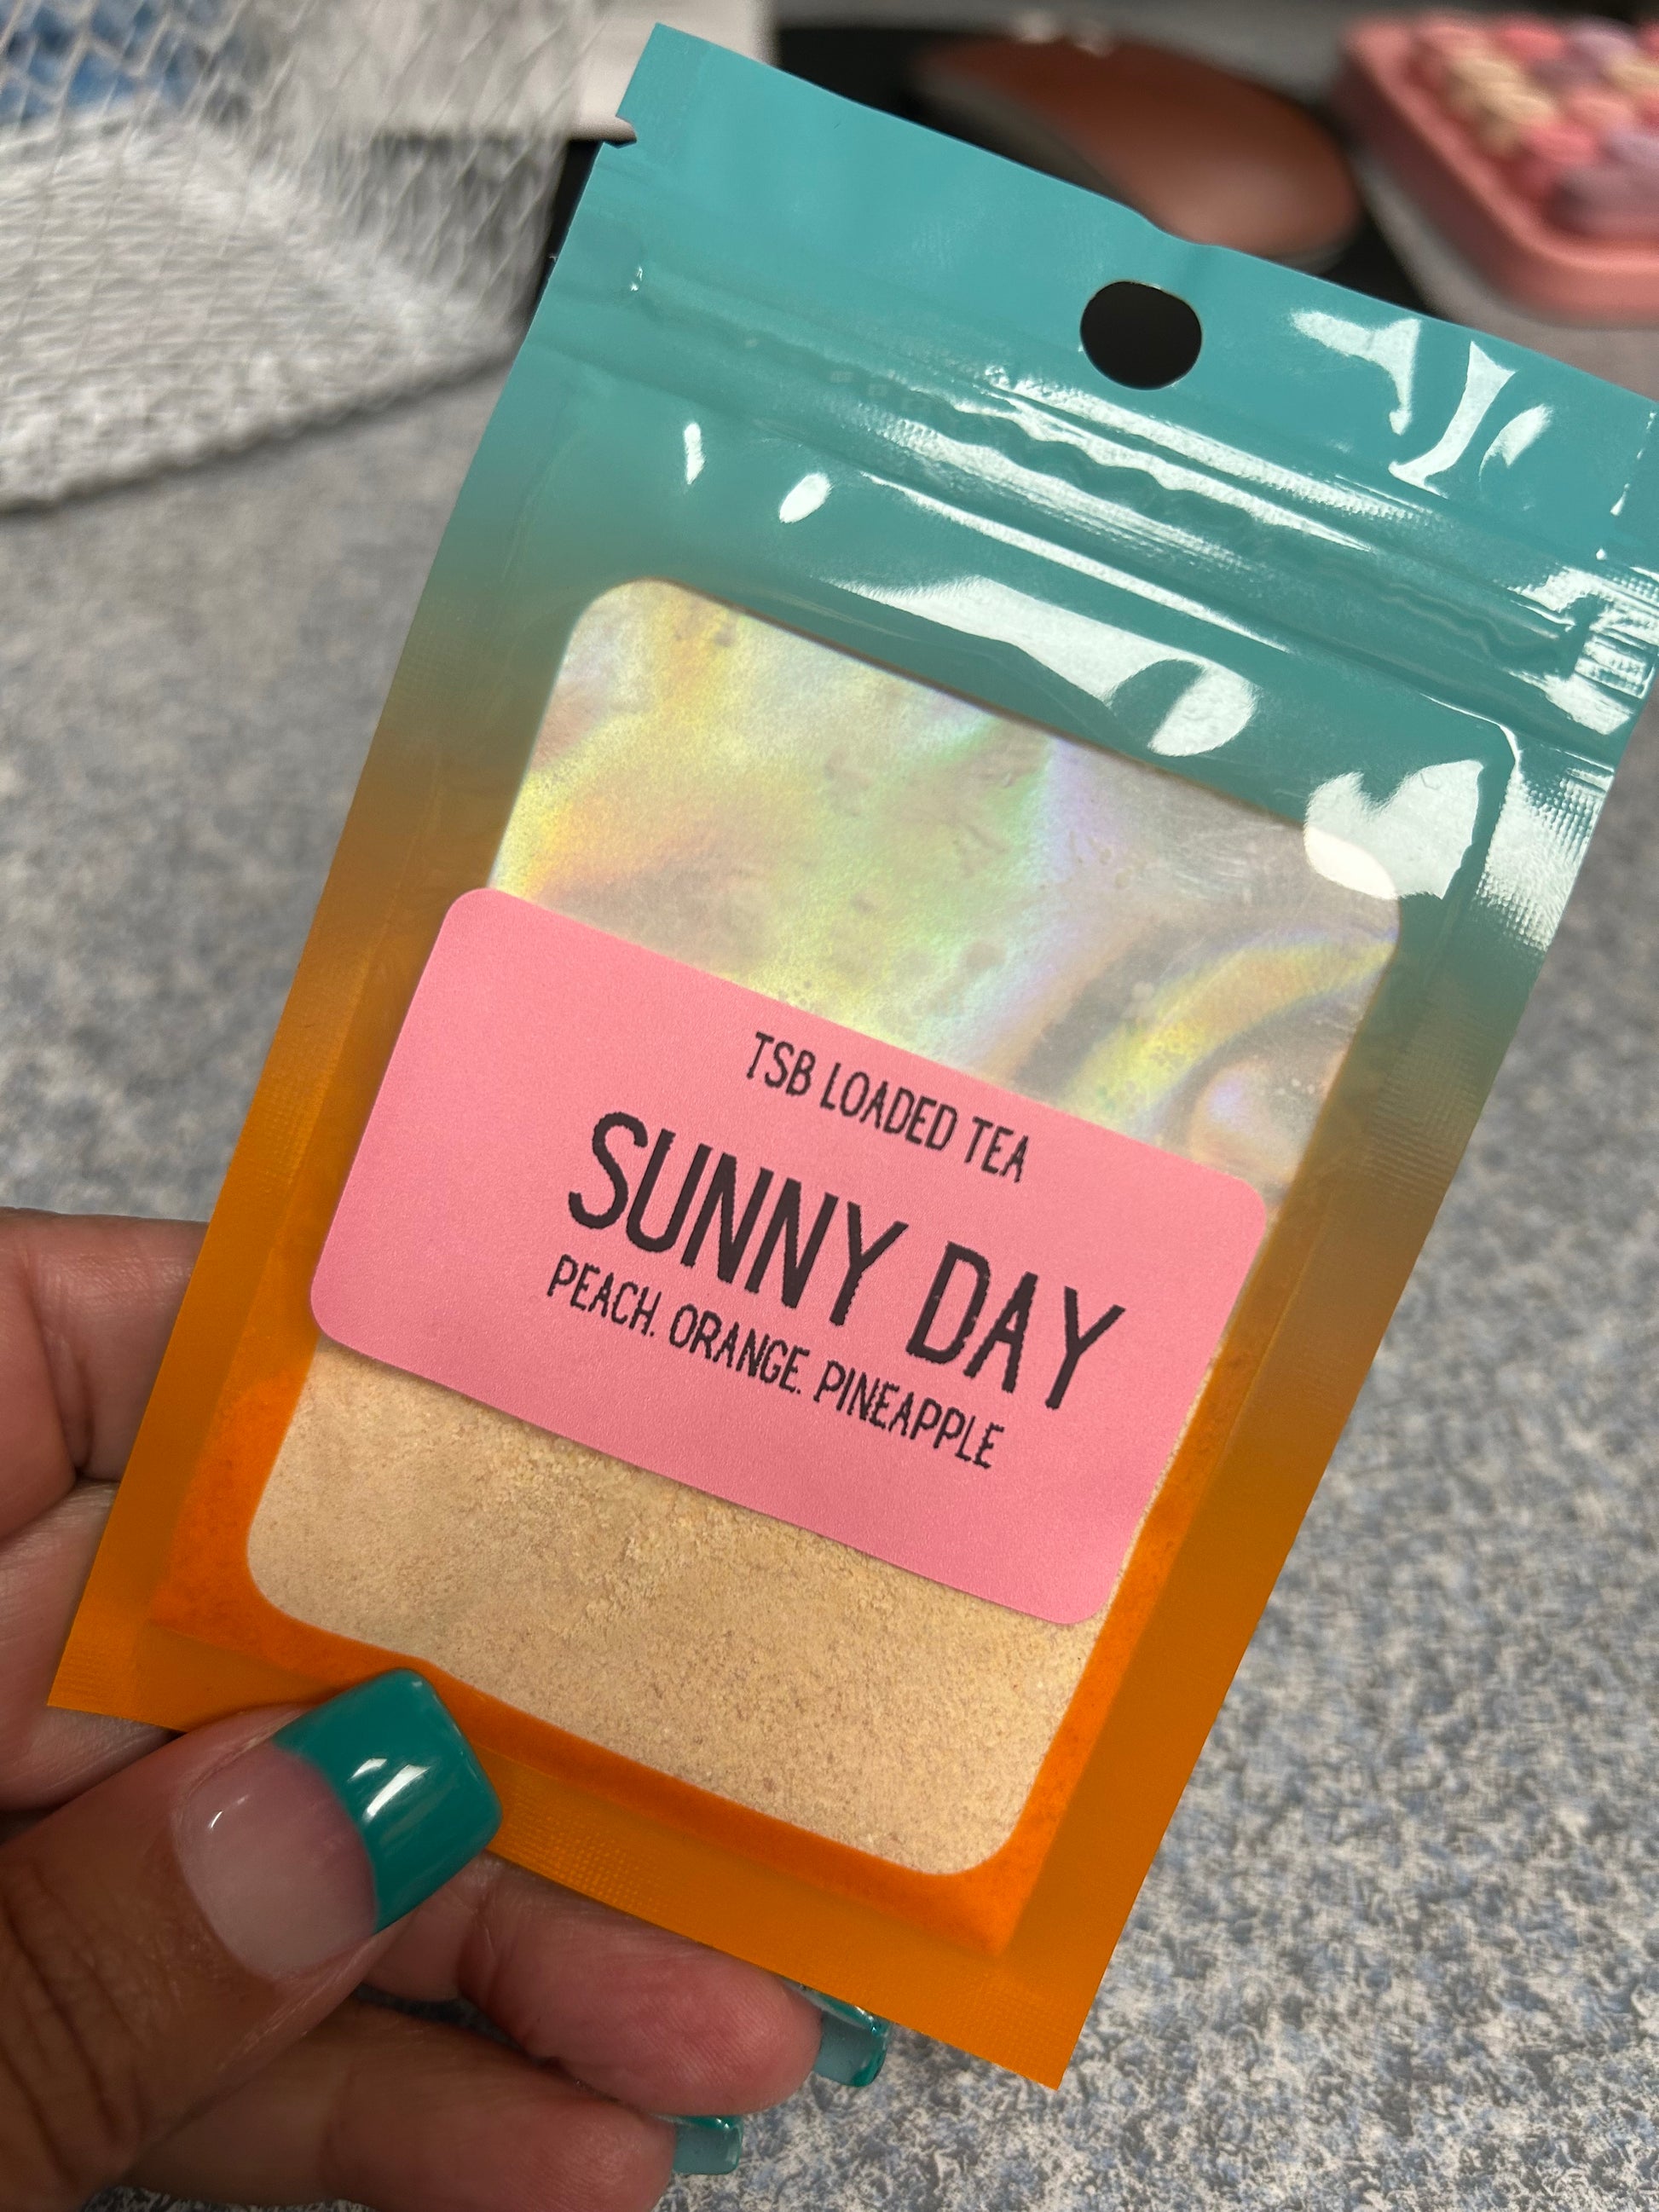 TSB LOADED TEA
SUNNY DAY
PEACH. ORANGE. PINEAPPLE